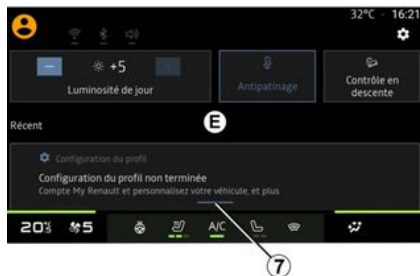 32°C 16:21
+5
Luminosité de jour
Antipatinage
Contrôle en
descente
E
Récent
Configuration du profil
Configuration du profil non terminée
Compte My Renault et personnalisez votre véhicule, et plus
5
A/C
7